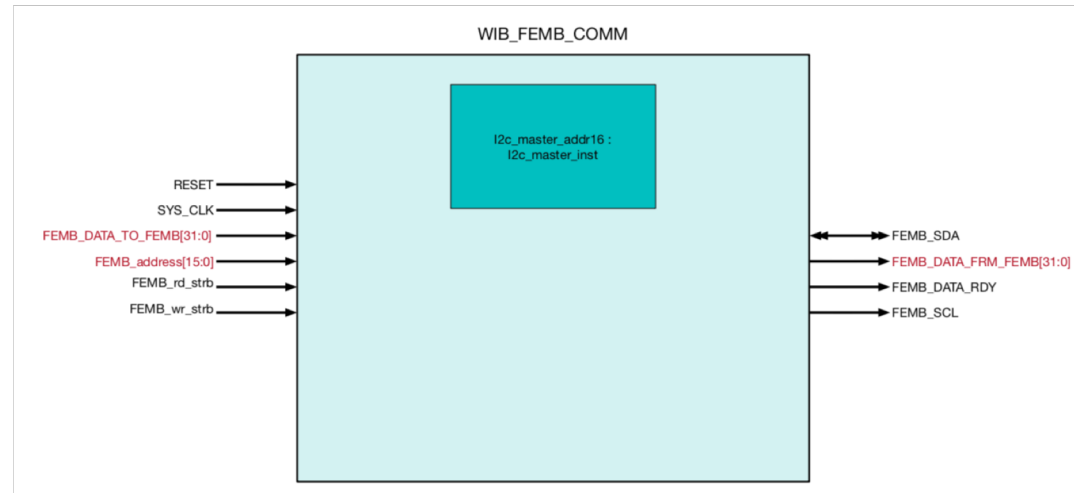 WIB_FEMB_COMM
I2c_master_addr16 :
I2c_master_inst
RESET
SYS_CLK
FEMB_DATA_TO_FEMB[31:0]
FEMB_address[15:0]
FEMB_rd_strb
FEMB_wr_strb
FEMB_SDA
FEMB_DATA_FRM_FEMB[31:0]
FEMB_DATA_RDY
FEMB_SCL